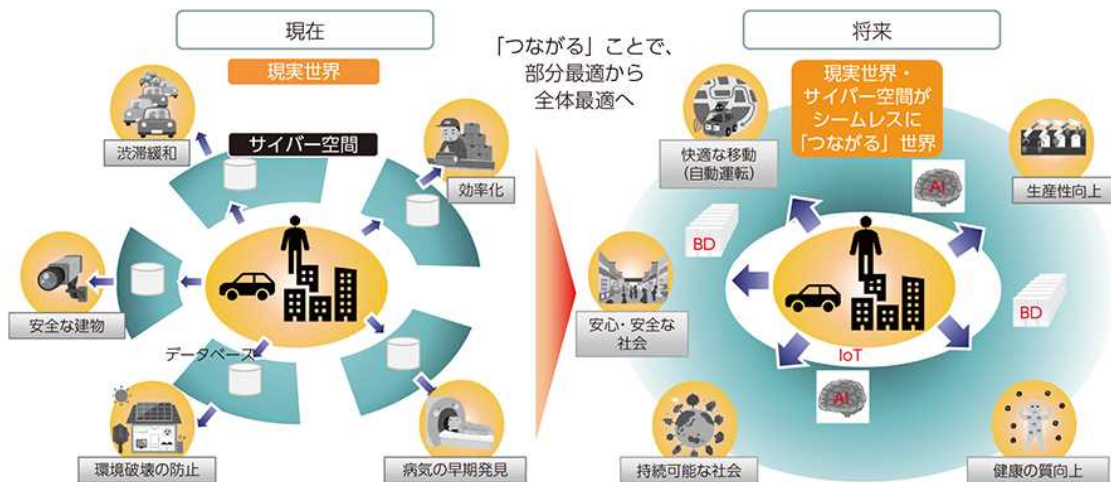 現在
現実世界
サイバー空間
渋滞緩和
効率化
安全な建物
データベース
環境破壊の防止
病気の早期発見
「つながる」ことで、
部分最適から
全体最適へ
将来
現実世界・
サイバー空間が
シームレスに
「つながる」世界
快適な移動
(自動運転)
AI
生産性向上
BD
BD
安心・安全な
社会
IoT
AI
持続可能な社会
健康の質向上